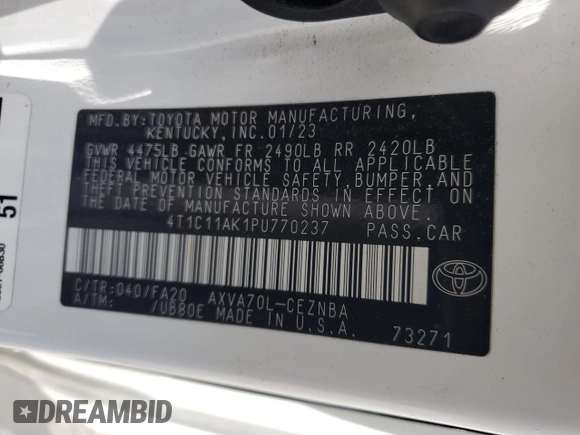 MFD.BY:TOYOTA MOTOR MANUFACTURING,
KENTUCKY,INC.01/23
GVWR 4475LB GAWR FR 2490LB RR 2420LB
THIS VEHICLE CONFORMS TO ALL APPLICABLE
FEDERAL MOTOR VEHICLE SAFETY,BUMPER,AND
THEFT PREVENTION STANDARDS IN EFFECT ON
THE DATE OF MANUFACTURE SHOWN ABOVE.
4T1C11AK1PU770237 PASS.CAR
C/TR:040/FA20 AXVA70L-CEZNBA
A/TM: /UB80E MADE IN U.S.A.
73271
51
DREAMBID